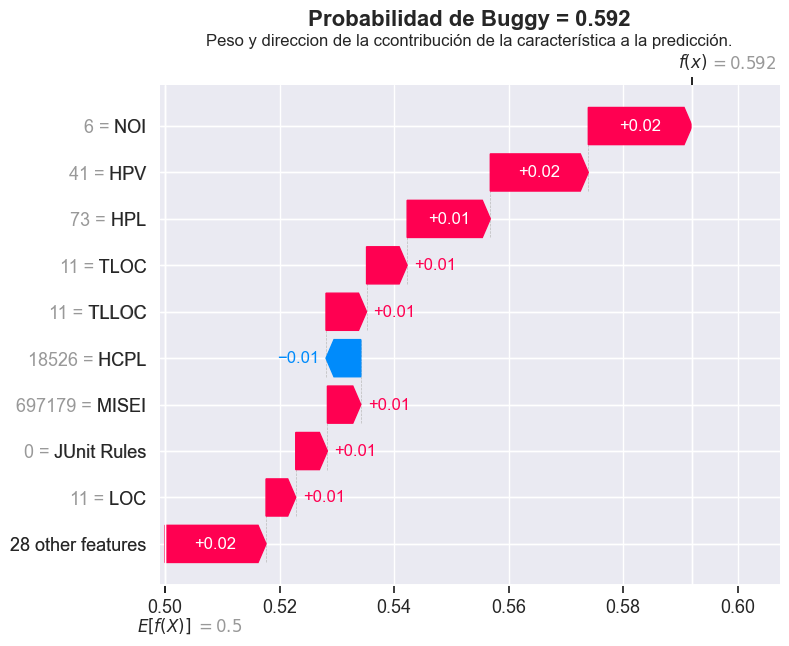 Probabilidad de Buggy = 0.592
Peso y direccion de la ccontribución de la característica a la predicción.
f(x) = 0.592
6 = NOI +0.02
41 = HPV +0.02
73 = HPL +0.01
11 = TLOC +0.01
11 = TLLOC +0.01
18526 = HCPL −0.01
697179 = MISEI +0.01
0 = JUnit Rules +0.01
11 = LOC +0.01
28 other features +0.02
0.50 0.52 0.54 0.56 0.58 0.60
E[f(X)] = 0.5